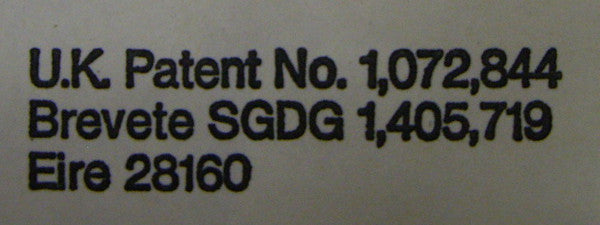 U.K. Patent No. 1,072,844
Brevete SGDG 1,405,719
Eire 28160